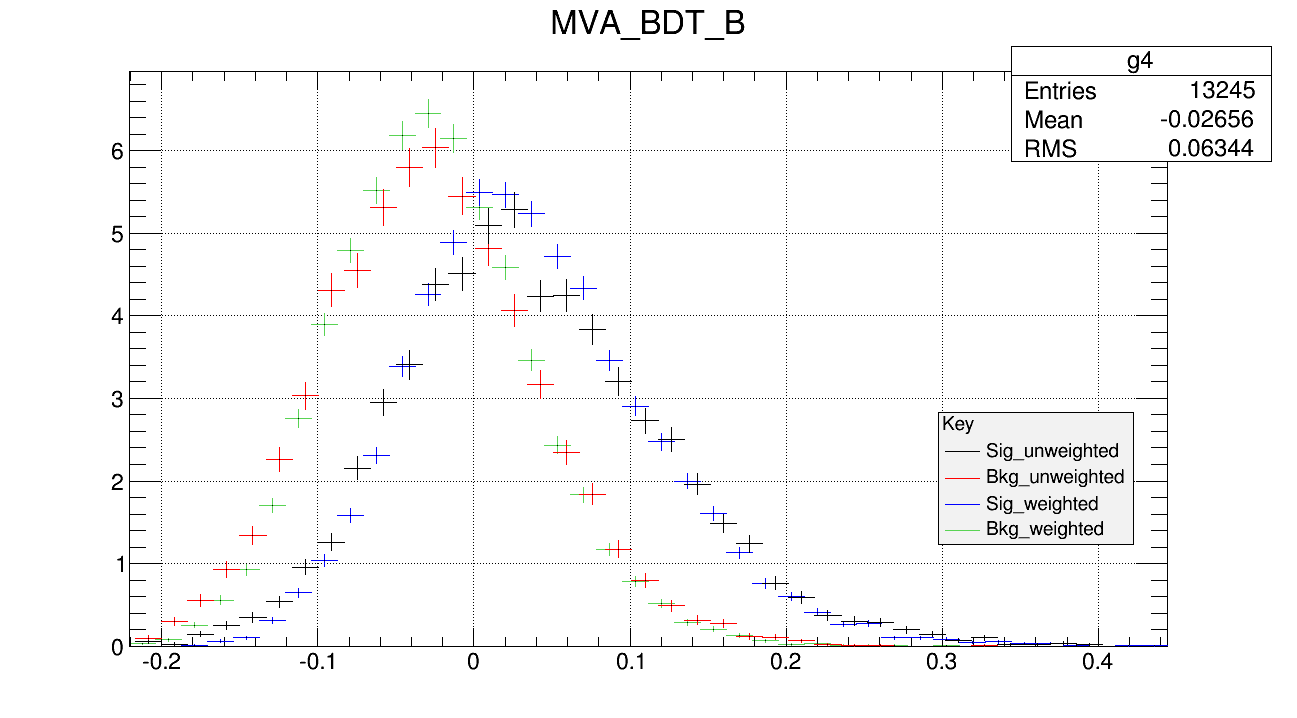 MVA_BDT_B
g4
Entries 13245
Mean -0.02656
RMS 0.06344
6
5
4
3
2
1
0
Key
Sig_unweighted
Bkg_unweighted
Sig_weighted
Bkg_weighted
-0.2 -0.1 0 0.1 0.2 0.3 0.4